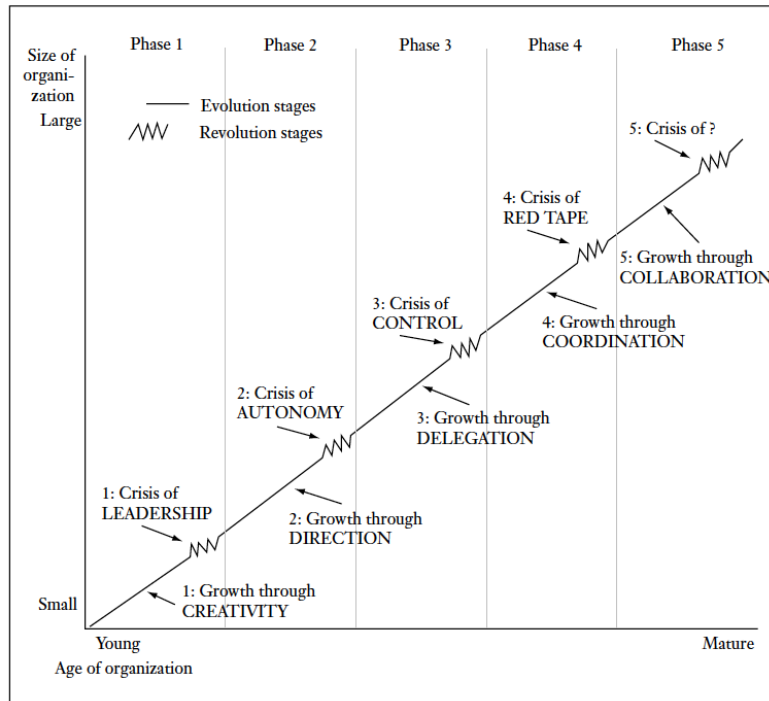 Phase 1
Phase 2
Phase 3
Phase 4
Phase 5
Size of
organi-
zation
Large
Evolution stages
Revolution stages
5: Crisis of ?
4: Crisis of
RED TAPE
5: Growth through
COLLABORATION
3: Crisis of
CONTROL
4: Growth through
COORDINATION
2: Crisis of
AUTONOMY
3: Growth through
DELEGATION
1: Crisis of
LEADERSHIP
2: Growth through
DIRECTION
1: Growth through
CREATIVITY
Small
Young
Mature
Age of organization